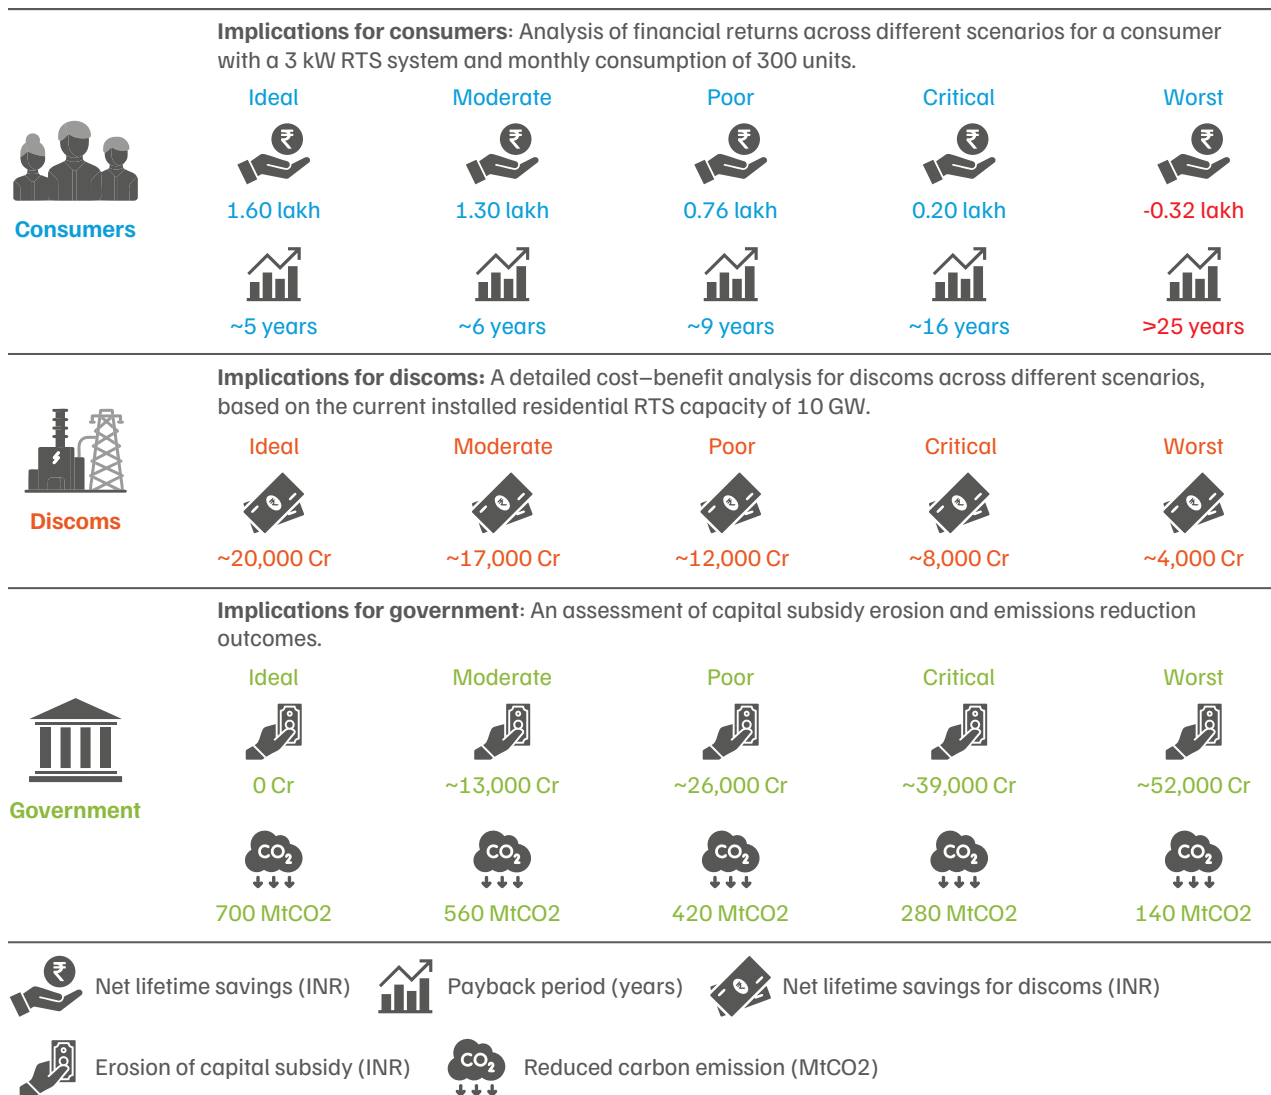 Implications for consumers: Analysis of financial returns across different scenarios for a consumer
with a 3 kW RTS system and monthly consumption of 300 units.
Ideal Moderate Poor Critical Worst
₹ ₹ ₹ ₹ ₹
1.60 lakh 1.30 lakh 0.76 lakh 0.20 lakh -0.32 lakh
Consumers
~5 years ~6 years ~9 years ~16 years >25 years
Implications for discoms: A detailed cost–benefit analysis for discoms across different scenarios,
based on the current installed residential RTS capacity of 10 GW.
Ideal Moderate Poor Critical Worst
Discoms
~20,000 Cr ~17,000 Cr ~12,000 Cr ~8,000 Cr ~4,000 Cr
Implications for government: An assessment of capital subsidy erosion and emissions reduction
outcomes.
Ideal Moderate Poor Critical Worst
0 Cr ~13,000 Cr ~26,000 Cr ~39,000 Cr ~52,000 Cr
Government
CO2 CO2 CO2 CO2 CO2
700 MtCO2 560 MtCO2 420 MtCO2 280 MtCO2 140 MtCO2
₹ Net lifetime savings (INR) Payback period (years) Net lifetime savings for discoms (INR)
Erosion of capital subsidy (INR) CO2 Reduced carbon emission (MtCO2)